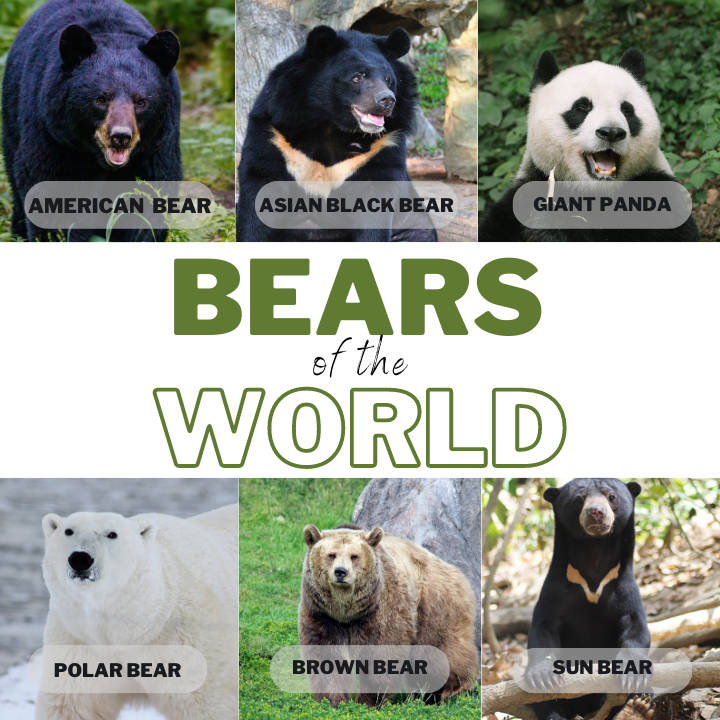 AMERICAN BEAR
ASIAN BLACK BEAR
GIANT PANDA
BEARS
of the
WORLD
POLAR BEAR
BROWN BEAR
SUN BEAR